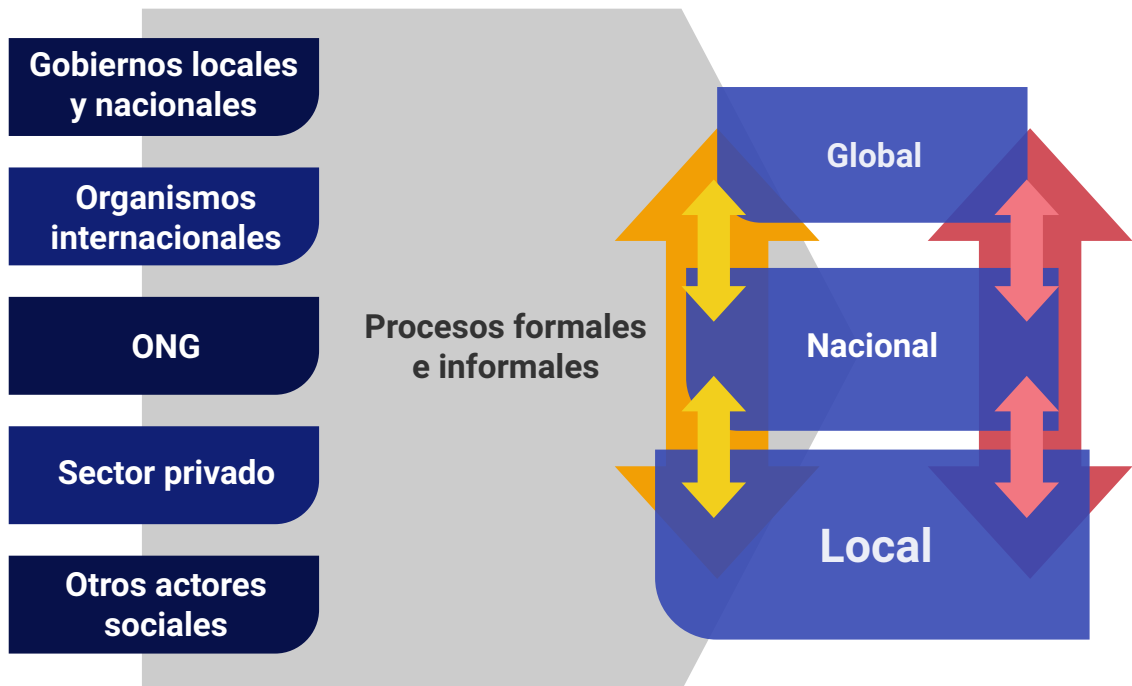 Gobiernos locales
y nacionales
Organismos
internacionales
ONG
Sector privado
Otros actores
sociales
Procesos formales
e informales
Global
Nacional
Local